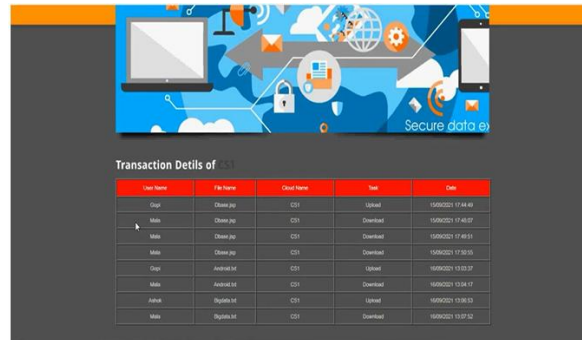 Secure data ex
Transaction Detils of CS1
User Name File Name Cloud Name Task Date
Gopi Dbase.jsp CS1 Upload 15/09/2021 17:44:49
Mala Dbase.jsp CS1 Download 15/09/2021 17:49:07
Mala Dbase.jsp CS1 Download 15/09/2021 17:49:51
Mala Dbase.jsp CS1 Download 15/09/2021 17:50:55
Gopi Android.txt CS1 Upload 16/09/2021 13:03:37
Mala Android.txt CS1 Download 16/09/2021 13:04:17
Ashok Bigdata.txt CS1 Upload 16/09/2021 13:06:53
Mala Bigdata.txt CS1 Download 16/09/2021 13:07:52